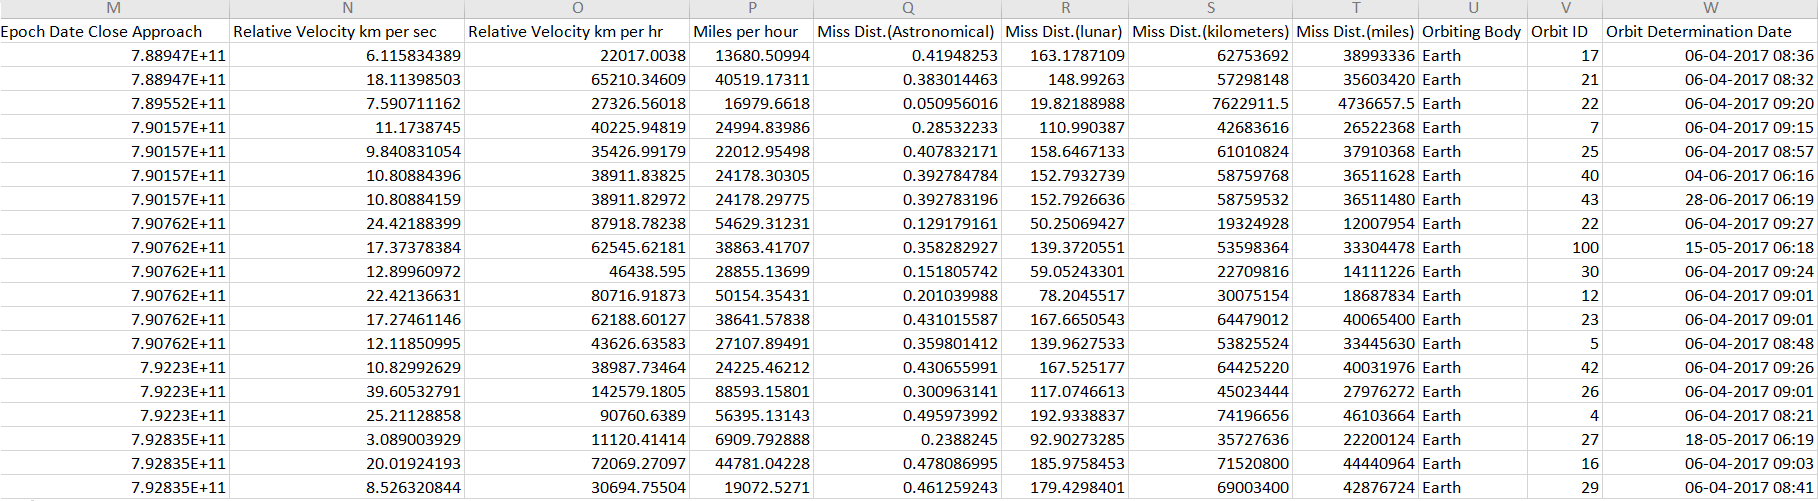 M N O P Q R S T U V W
Epoch Date Close Approach Relative Velocity km per sec Relative Velocity km per hr Miles per hour Miss Dist.(Astronomical) Miss Dist.(lunar) Miss Dist.(kilometers) Miss Dist.(miles) Orbiting Body Orbit ID Orbit Determination Date
7.88947E+11 6.115834389 22017.0038 13680.50994 0.41948253 163.1787109 62753692 38993336 Earth 17 06-04-2017 08:36
7.88947E+11 18.11398503 65210.34609 40519.17311 0.383014463 148.99263 57298148 35603420 Earth 21 06-04-2017 08:32
7.89552E+11 7.590711162 27326.56018 16979.6618 0.050956016 19.82188988 7622911.5 4736657.5 Earth 22 06-04-2017 09:20
7.90157E+11 11.1738745 40225.94819 24994.83986 0.28532233 110.990387 42683616 26522368 Earth 7 06-04-2017 09:15
7.90157E+11 9.840831054 35426.99179 22012.95498 0.407832171 158.6467133 61010824 37910368 Earth 25 06-04-2017 08:57
7.90157E+11 10.80884396 38911.83825 24178.30305 0.392784784 152.7932739 58759768 36511628 Earth 40 04-06-2017 06:16
7.90157E+11 10.80884159 38911.82972 24178.29775 0.392783196 152.7926636 58759532 36511480 Earth 43 28-06-2017 06:19
7.90762E+11 24.42188399 87918.78238 54629.31231 0.129179161 50.25069427 19324928 12007954 Earth 22 06-04-2017 09:27
7.90762E+11 17.37378384 62545.62181 38863.41707 0.358282927 139.3720551 53598364 33304478 Earth 100 15-05-2017 06:18
7.90762E+11 12.89960972 46438.595 28855.13699 0.151805742 59.05243301 22709816 14111226 Earth 30 06-04-2017 09:24
7.90762E+11 22.42136631 80716.91873 50154.35431 0.201039988 78.2045517 30075154 18687834 Earth 12 06-04-2017 09:01
7.90762E+11 17.27461146 62188.60127 38641.57838 0.431015587 167.6650543 64479012 40065400 Earth 23 06-04-2017 09:01
7.90762E+11 12.11850995 43626.63583 27107.89491 0.359801412 139.9627533 53825524 33445630 Earth 5 06-04-2017 08:48
7.9223E+11 10.82992629 38987.73464 24225.46212 0.430655991 167.525177 64425220 40031976 Earth 42 06-04-2017 09:26
7.9223E+11 39.60532791 142579.1805 88593.15801 0.300963141 117.0746613 45023444 27976272 Earth 26 06-04-2017 09:01
7.9223E+11 25.21128858 90760.6389 56395.13143 0.495973992 192.9338837 74196656 46103664 Earth 4 06-04-2017 08:21
7.92835E+11 3.089003929 11120.41414 6909.792888 0.2388245 92.90273285 35727636 22200124 Earth 27 18-05-2017 06:19
7.92835E+11 20.01924193 72069.27097 44781.04228 0.478086995 185.9758453 71520800 44440964 Earth 16 06-04-2017 09:03
7.92835E+11 8.526320844 30694.75504 19072.5271 0.461259243 179.4298401 69003400 42876724 Earth 29 06-04-2017 08:41